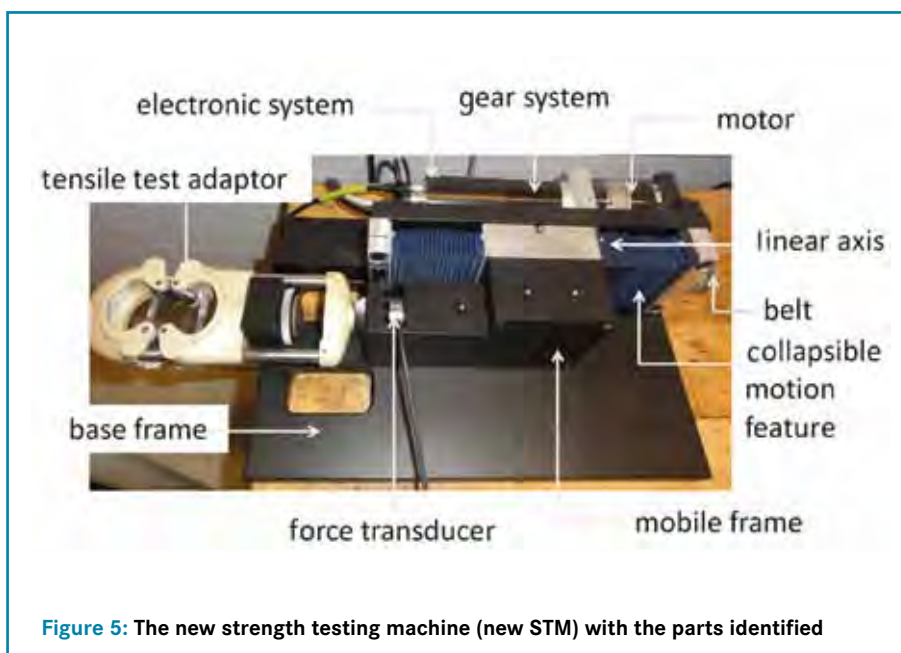 electronic system
gear system
motor
tensile test adaptor
linear axis
belt
collapsible
motion
feature
base frame
force transducer
mobile frame
Figure 5: The new strength testing machine (new STM) with the parts identified